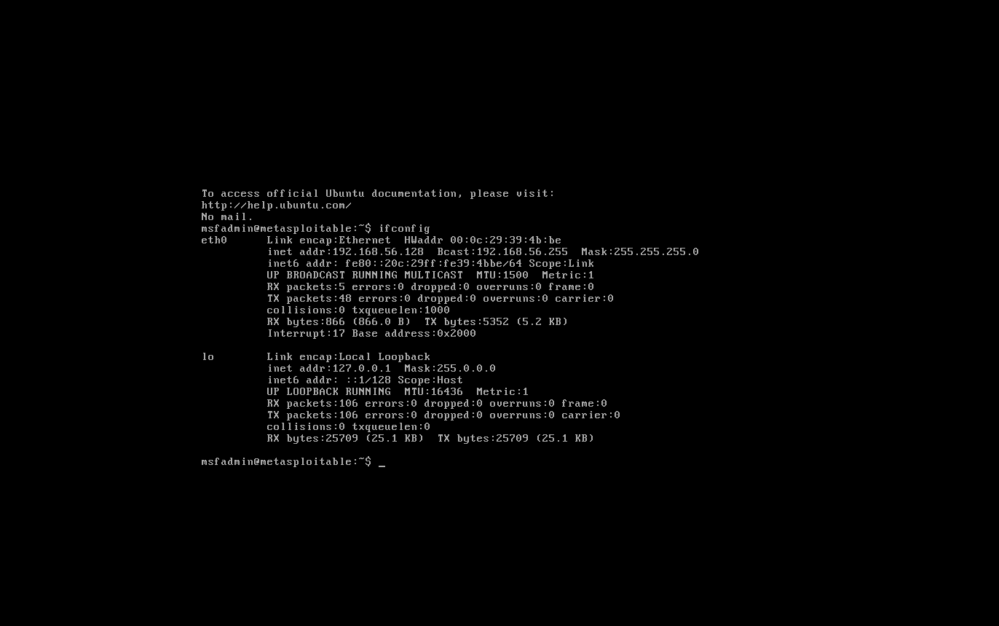 To access official Ubuntu documentation, please visit:
http://help.ubuntu.com/
No mail.
msfadmin@metasploitable:~$ ifconfig
eth0      Link encap:Ethernet  HWaddr 00:0c:29:39:4b:be
          inet addr:192.168.56.128  Bcast:192.168.56.255  Mask:255.255.255.0
          inet6 addr: fe80::20c:29ff:fe39:4bbe/64 Scope:Link
          UP BROADCAST RUNNING MULTICAST  MTU:1500  Metric:1
          RX packets:5 errors:0 dropped:0 overruns:0 frame:0
          TX packets:48 errors:0 dropped:0 overruns:0 carrier:0
          collisions:0 txqueuelen:1000
          RX bytes:866 (866.0 B)  TX bytes:5352 (5.2 KB)
          Interrupt:17 Base address:0x2000

lo        Link encap:Local Loopback
          inet addr:127.0.0.1  Mask:255.0.0.0
          inet6 addr: ::1/128 Scope:Host
          UP LOOPBACK RUNNING  MTU:16436  Metric:1
          RX packets:106 errors:0 dropped:0 overruns:0 frame:0
          TX packets:106 errors:0 dropped:0 overruns:0 carrier:0
          collisions:0 txqueuelen:0
          RX bytes:25709 (25.1 KB)  TX bytes:25709 (25.1 KB)

msfadmin@metasploitable:~$ _